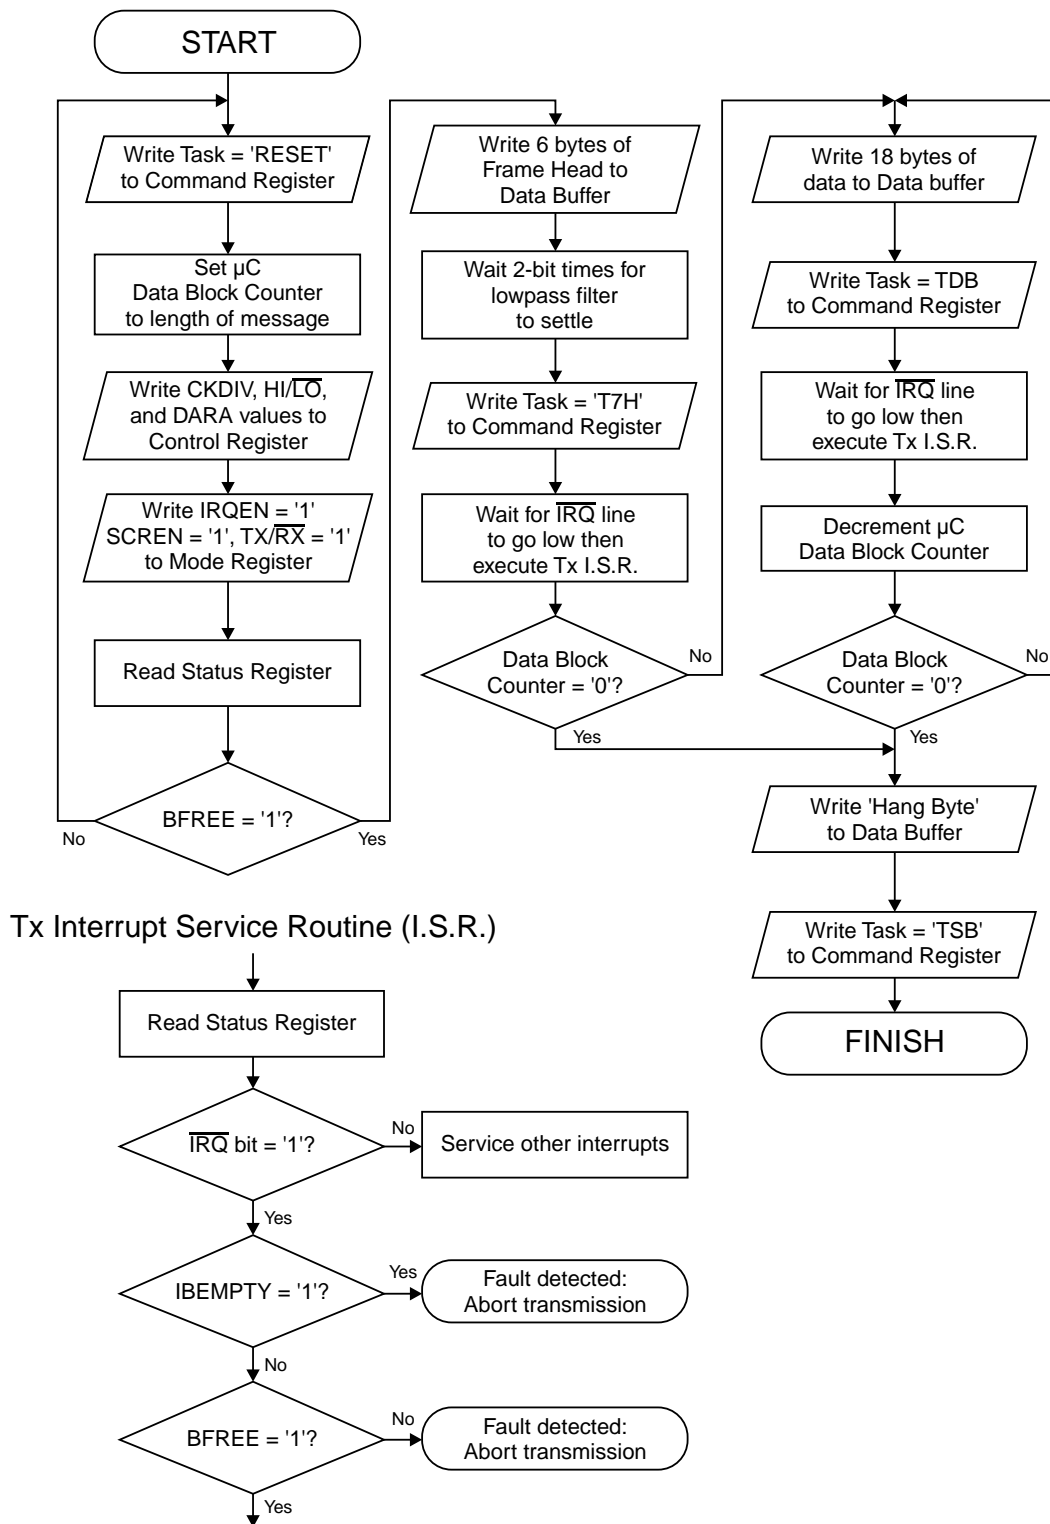 START
Write Task = 'RESET'
to Command Register
Set µC
Data Block Counter
to length of message
Write CKDIV, HI/L̅O̅,
and DARA values to
Control Register
Write IRQEN = '1'
SCREN = '1', TX/R̅X̅ = '1'
to Mode Register
Read Status Register
BFREE = '1'?
No
Yes
Write 6 bytes of
Frame Head to
Data Buffer
Wait 2-bit times for
lowpass filter
to settle
Write Task = 'T7H'
to Command Register
Wait for I̅R̅Q̅ line
to go low then
execute Tx I.S.R.
Data Block
Counter = '0'?
No
Yes
Write 18 bytes of
data to Data buffer
Write Task = TDB
to Command Register
Wait for I̅R̅Q̅ line
to go low then
execute Tx I.S.R.
Decrement µC
Data Block Counter
Data Block
Counter = '0'?
No
Yes
Write 'Hang Byte'
to Data Buffer
Write Task = 'TSB'
to Command Register
FINISH
Tx Interrupt Service Routine (I.S.R.)
Read Status Register
I̅R̅Q̅ bit = '1'?
No
Service other interrupts
Yes
IBEMPTY = '1'?
Yes
Fault detected:
Abort transmission
No
BFREE = '1'?
No
Fault detected:
Abort transmission
Yes